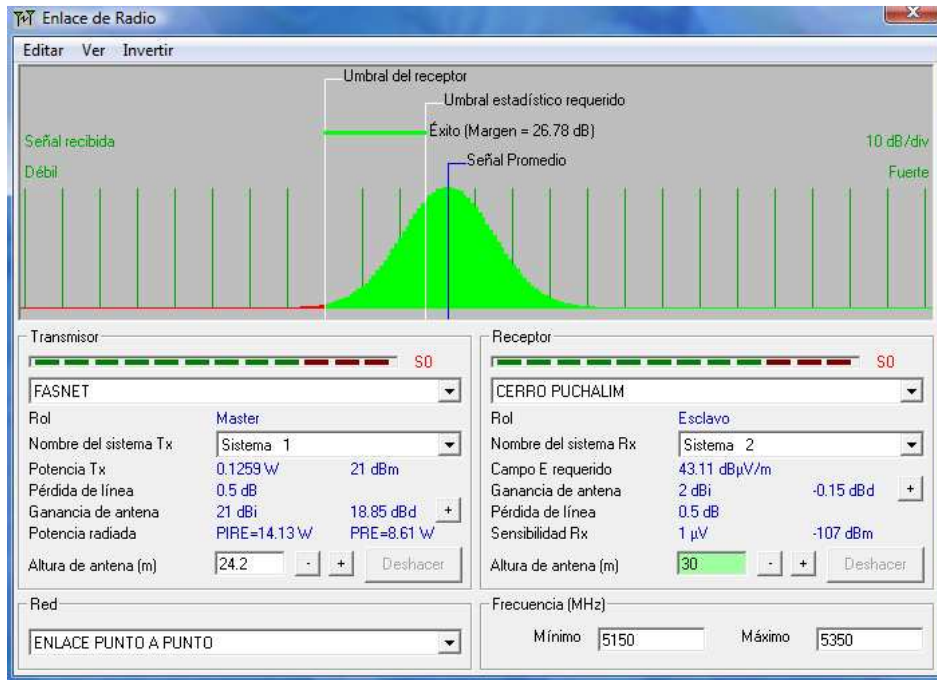 Enlace de Radio
Editar Ver Invertir
Umbral del receptor
Umbral estadístico requerido
Éxito (Margen = 26.78 dB)
Señal recibida 10 dB/div
Señal Promedio
Débil Fuerte
Transmisor
S0
FASNET
Rol Master
Nombre del sistema Tx Sistema 1
Potencia Tx 0.1259 W 21 dBm
Pérdida de línea 0.5 dB
Ganancia de antena 21 dBi 18.85 dBd +
Potencia radiada PIRE=14.13 W PRE=8.61 W
Altura de antena (m) 24.2 - + Deshacer
Receptor
S0
CERRO PUCHALIM
Rol Esclavo
Nombre del sistema Rx Sistema 2
Campo E requerido 43.11 dBµV/m
Ganancia de antena 2 dBi -0.15 dBd +
Pérdida de línea 0.5 dB
Sensibilidad Rx 1 µV -107 dBm
Altura de antena (m) 30 - + Deshacer
Red
ENLACE PUNTO A PUNTO
Frecuencia (MHz)
Mínimo 5150 Máximo 5350